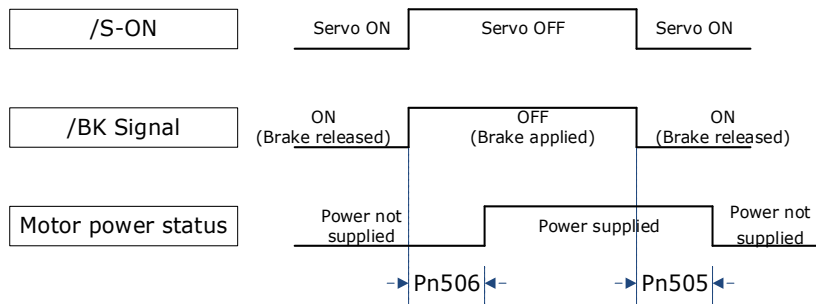 /S-ON
Servo ON
Servo OFF
Servo ON
/BK Signal
ON
(Brake released)
OFF
(Brake applied)
ON
(Brake released)
Motor power status
Power not
supplied
Power supplied
Power not
supplied
Pn506
Pn505